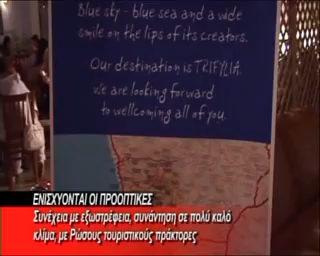 Blue sky - blue sea and a wide
smile on the lips of its creators.
Our destination is TRIFYLIA.
We are looking forward
to wellcoming all of you.
ΕΝΙΣΧΥΟΝΤΑΙ ΟΙ ΠΡΟΟΠΤΙΚΕΣ
Συνέχεια με εξωστρέφεια, συνάντηση σε πολύ καλό
κλίμα, με Ρώσους τουριστικούς πράκτορες